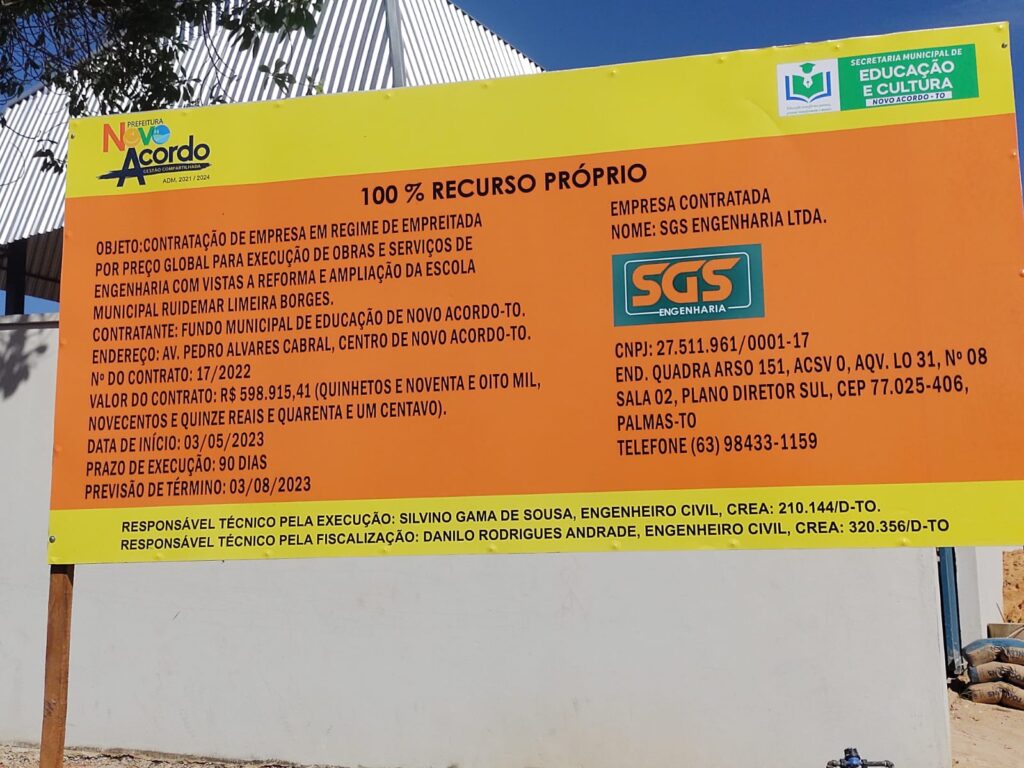 PREFEITURA
NOVO
Acordo
GESTÃO COMPARTILHADA
ADM. 2021 / 2024
SECRETARIA MUNICIPAL DE
EDUCAÇÃO
E CULTURA
NOVO ACORDO - TO
100 % RECURSO PRÓPRIO
OBJETO:CONTRATAÇÃO DE EMPRESA EM REGIME DE EMPREITADA
POR PREÇO GLOBAL PARA EXECUÇÃO DE OBRAS E SERVIÇOS DE
ENGENHARIA COM VISTAS A REFORMA E AMPLIAÇÃO DA ESCOLA
MUNICIPAL RUIDEMAR LIMEIRA BORGES.
CONTRATANTE: FUNDO MUNICIPAL DE EDUCAÇÃO DE NOVO ACORDO-TO.
ENDEREÇO: AV. PEDRO ALVARES CABRAL, CENTRO DE NOVO ACORDO-TO.
Nº DO CONTRATO: 17/2022
VALOR DO CONTRATO: R$ 598.915,41 (QUINHETOS E NOVENTA E OITO MIL,
NOVECENTOS E QUINZE REAIS E QUARENTA E UM CENTAVO).
DATA DE INÍCIO: 03/05/2023
PRAZO DE EXECUÇÃO: 90 DIAS
PREVISÃO DE TÉRMINO: 03/08/2023
EMPRESA CONTRATADA
NOME: SGS ENGENHARIA LTDA.
SGS
ENGENHARIA
CNPJ: 27.511.961/0001-17
END. QUADRA ARSO 151, ACSV 0, AQV. LO 31, Nº 08
SALA 02, PLANO DIRETOR SUL, CEP 77.025-406,
PALMAS-TO
TELEFONE (63) 98433-1159
RESPONSÁVEL TÉCNICO PELA EXECUÇÃO: SILVINO GAMA DE SOUSA, ENGENHEIRO CIVIL, CREA: 210.144/D-TO.
RESPONSÁVEL TÉCNICO PELA FISCALIZAÇÃO: DANILO RODRIGUES ANDRADE, ENGENHEIRO CIVIL, CREA: 320.356/D-TO